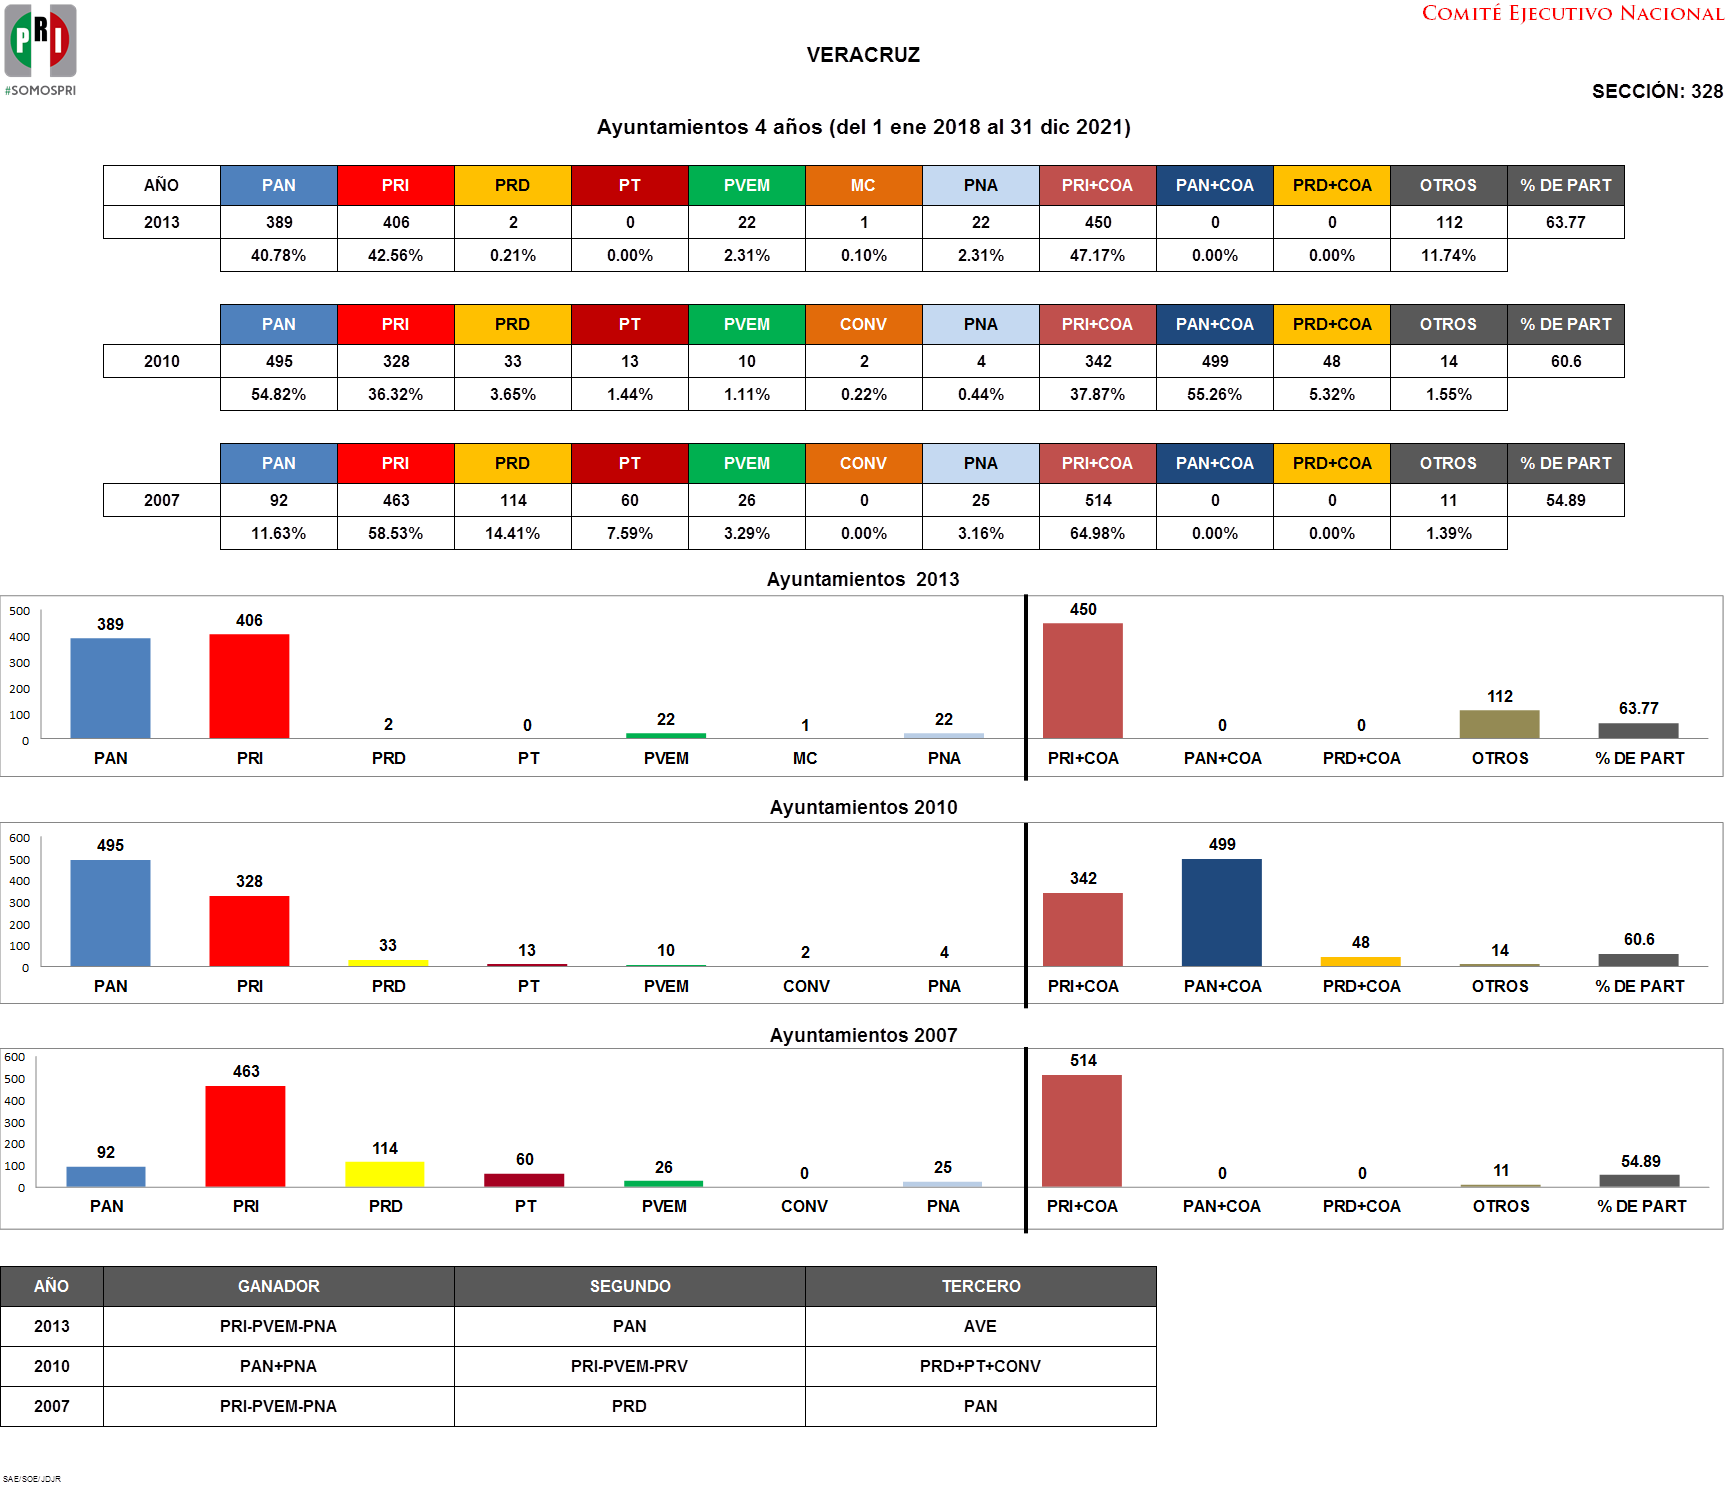 PRI
#SOMOSPRI
COMITÉ EJECUTIVO NACIONAL
VERACRUZ
SECCIÓN: 328
Ayuntamientos 4 años (del 1 ene 2018 al 31 dic 2021)
AÑO PAN PRI PRD PT PVEM MC PNA PRI+COA PAN+COA PRD+COA OTROS % DE PART
2013 389 406 2 0 22 1 22 450 0 0 112 63.77
40.78% 42.56% 0.21% 0.00% 2.31% 0.10% 2.31% 47.17% 0.00% 0.00% 11.74%
PAN PRI PRD PT PVEM CONV PNA PRI+COA PAN+COA PRD+COA OTROS % DE PART
2010 495 328 33 13 10 2 4 342 499 48 14 60.6
54.82% 36.32% 3.65% 1.44% 1.11% 0.22% 0.44% 37.87% 55.26% 5.32% 1.55%
PAN PRI PRD PT PVEM CONV PNA PRI+COA PAN+COA PRD+COA OTROS % DE PART
2007 92 463 114 60 26 0 25 514 0 0 11 54.89
11.63% 58.53% 14.41% 7.59% 3.29% 0.00% 3.16% 64.98% 0.00% 0.00% 1.39%
Ayuntamientos 2013
500
400
300
200
100
0
389 406 2 0 22 1 22 450 0 0 112 63.77
PAN PRI PRD PT PVEM MC PNA PRI+COA PAN+COA PRD+COA OTROS % DE PART
Ayuntamientos 2010
600
500
400
300
200
100
0
495 328 33 13 10 2 4 342 499 48 14 60.6
PAN PRI PRD PT PVEM CONV PNA PRI+COA PAN+COA PRD+COA OTROS % DE PART
Ayuntamientos 2007
600
500
400
300
200
100
0
92 463 114 60 26 0 25 514 0 0 11 54.89
PAN PRI PRD PT PVEM CONV PNA PRI+COA PAN+COA PRD+COA OTROS % DE PART
AÑO GANADOR SEGUNDO TERCERO
2013 PRI-PVEM-PNA PAN AVE
2010 PAN+PNA PRI-PVEM-PRV PRD+PT+CONV
2007 PRI-PVEM-PNA PRD PAN
SAE/SOE/JDJR